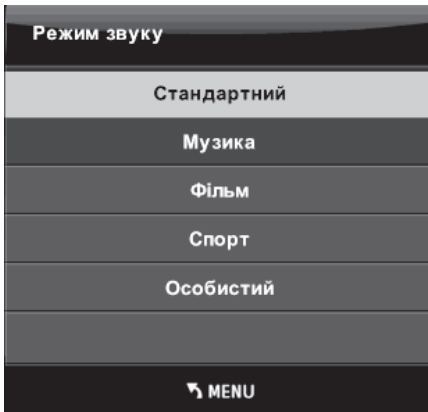 Режим звуку
Стандартний
Музика
Фільм
Спорт
Особистий
MENU